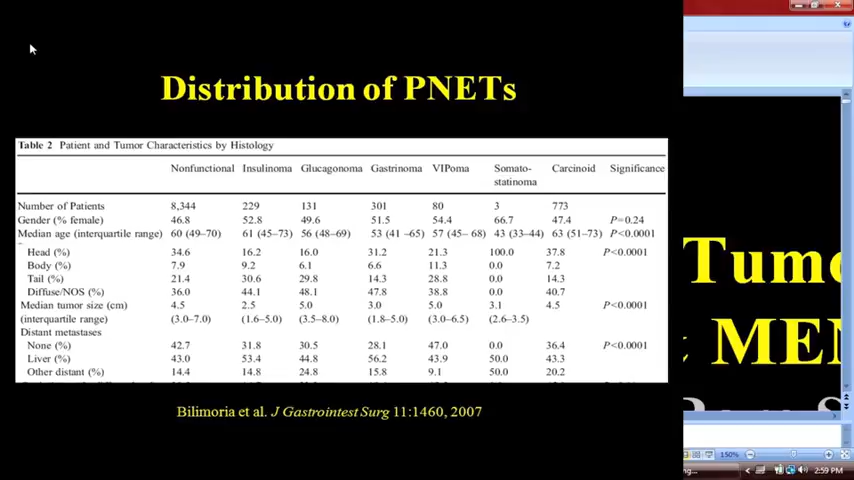 Distribution of PNETs
Table 2 Patient and Tumor Characteristics by Histology
Nonfunctional Insulinoma Glucagonoma Gastrinoma VIPoma Somato-statinoma Carcinoid Significance
Number of Patients 8,344 229 131 301 80 3 773
Gender (% female) 46.8 52.8 49.6 51.5 54.4 66.7 47.4 P=0.24
Median age (interquartile range) 60 (49–70) 61 (45–73) 56 (48–69) 53 (41 –65) 57 (45– 68) 43 (33–44) 63 (51–73) P<0.0001
Head (%) 34.6 16.2 16.0 31.2 21.3 100.0 37.8 P<0.0001
Body (%) 7.9 9.2 6.1 6.6 11.3 0.0 7.2
Tail (%) 21.4 30.6 29.8 14.3 28.8 0.0 14.3
Diffuse/NOS (%) 36.0 44.1 48.1 47.8 38.8 0.0 40.7
Median tumor size (cm) 4.5 2.5 5.0 3.0 5.0 3.1 4.5 P<0.0001
(interquartile range) (3.0–7.0) (1.6–5.0) (3.5–8.0) (1.8–5.0) (3.0–6.5) (2.6–3.5)
Distant metastases
None (%) 42.7 31.8 30.5 28.1 47.0 0.0 36.4 P<0.0001
Liver (%) 43.0 53.4 44.8 56.2 43.9 50.0 43.3
Other distant (%) 14.4 14.8 24.8 15.8 9.1 50.0 20.2
Bilimoria et al. J Gastrointest Surg 11:1460, 2007
Tumo
MEN
150%
2:59 PM